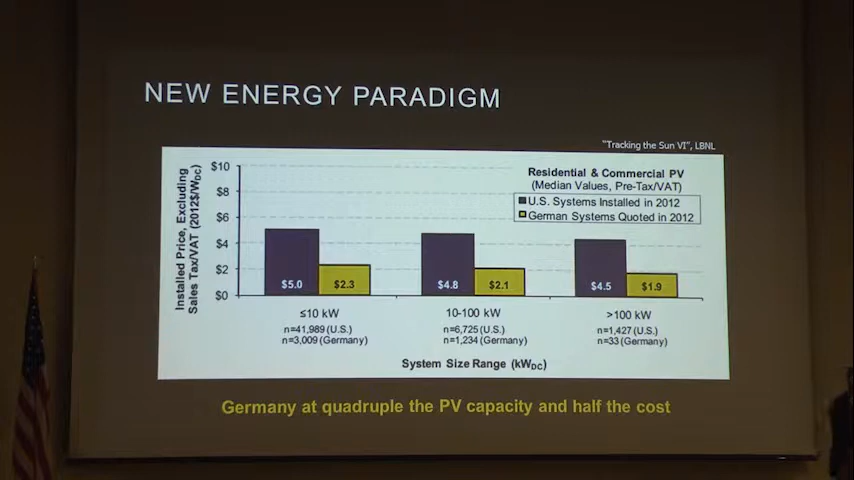 NEW ENERGY PARADIGM
"Tracking the Sun VI", LBNL
Installed Price, Excluding
Sales Tax/VAT (2012$/WDC)
$10
$8
$6
$4
$2
$0
Residential & Commercial PV
(Median Values, Pre-Tax/VAT)
U.S. Systems Installed in 2012
German Systems Quoted in 2012
$5.0
$2.3
$4.8
$2.1
$4.5
$1.9
≤10 kW
10-100 kW
>100 kW
n=41,989 (U.S.)
n=3,009 (Germany)
n=6,725 (U.S.)
n=1,234 (Germany)
n=1,427 (U.S.)
n=33 (Germany)
System Size Range (kWDC)
Germany at quadruple the PV capacity and half the cost